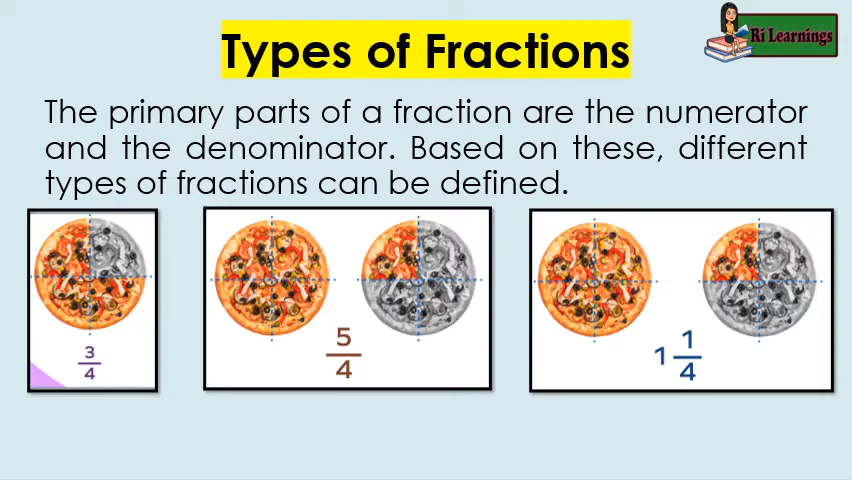 Types of Fractions
Ri Learnings
The primary parts of a fraction are the numerator
and the denominator. Based on these, different
types of fractions can be defined.
3
4
5
4
1 1
4